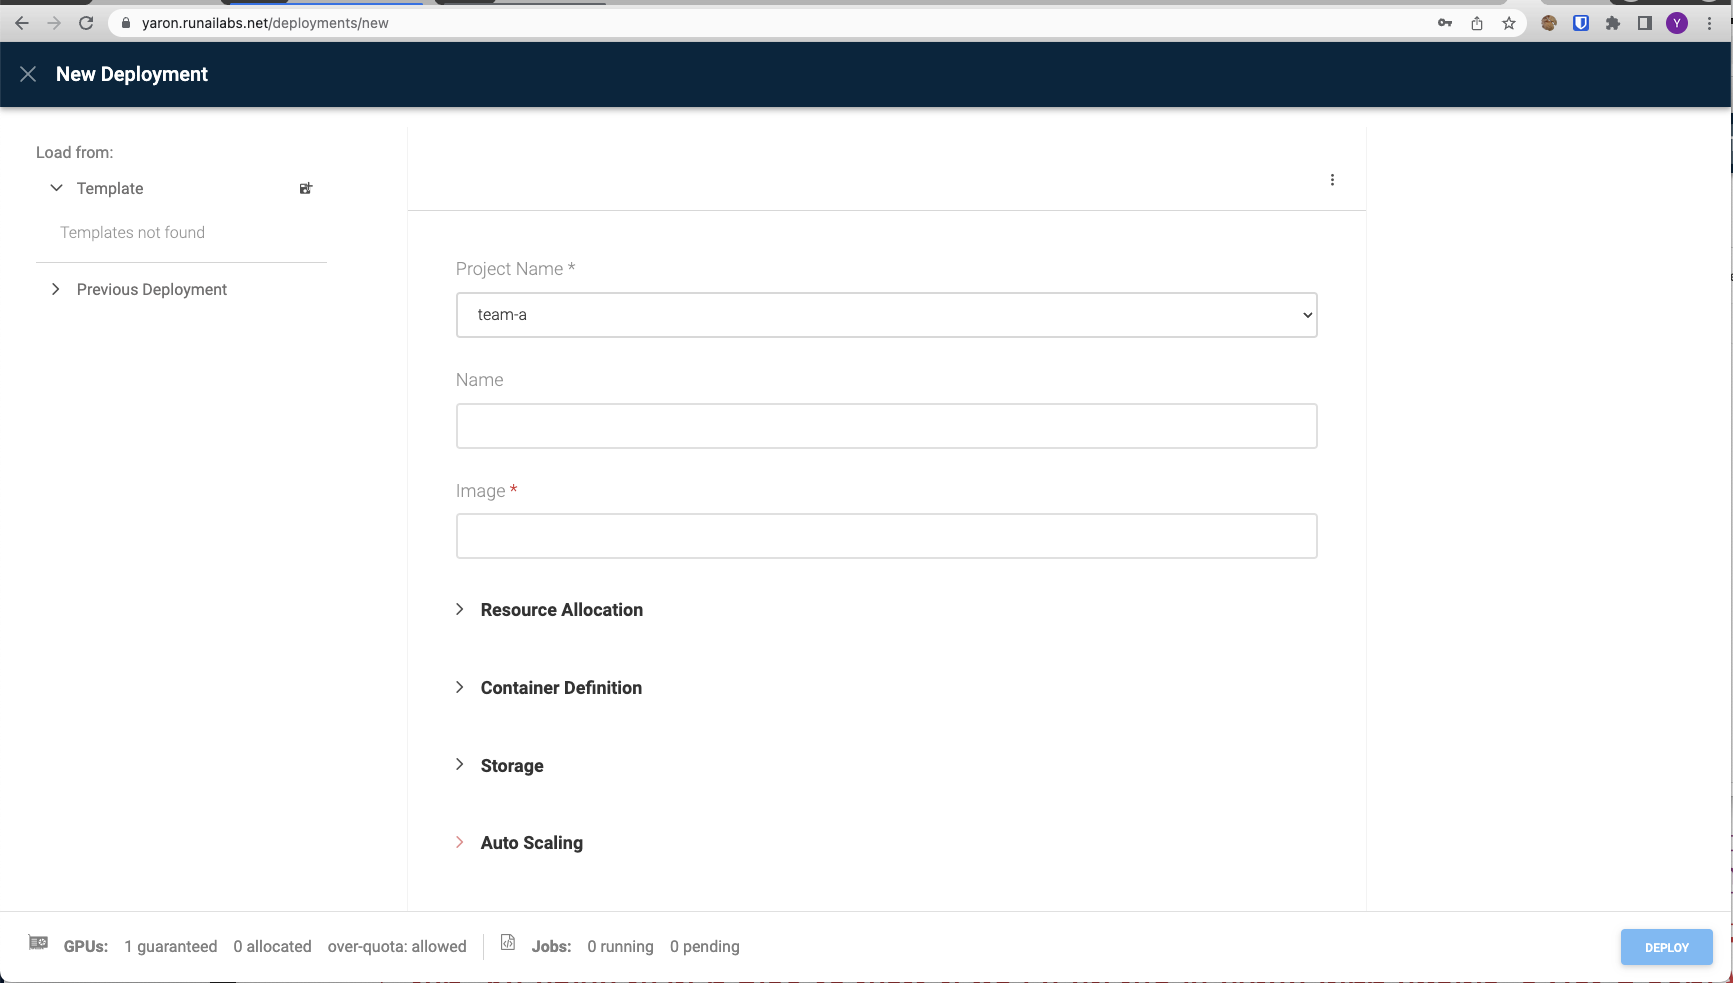 yaron.runailabs.net/deployments/new
Y
New Deployment
Load from:
Template
Templates not found
Previous Deployment
Project Name *
team-a
Name
Image *
Resource Allocation
Container Definition
Storage
Auto Scaling
GPUs: 1 guaranteed 0 allocated over-quota: allowed Jobs: 0 running 0 pending
DEPLOY